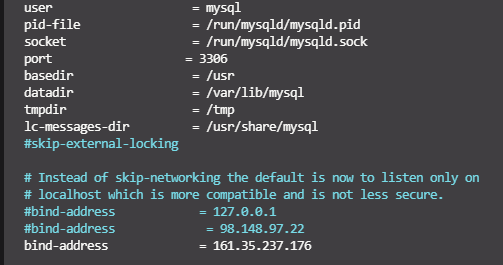 user = mysql
pid-file = /run/mysqld/mysqld.pid
socket = /run/mysqld/mysqld.sock
port = 3306
basedir = /usr
datadir = /var/lib/mysql
tmpdir = /tmp
lc-messages-dir = /usr/share/mysql
#skip-external-locking
# Instead of skip-networking the default is now to listen only on
# localhost which is more compatible and is not less secure.
#bind-address = 127.0.0.1
#bind-address = 98.148.97.22
bind-address = 161.35.237.176